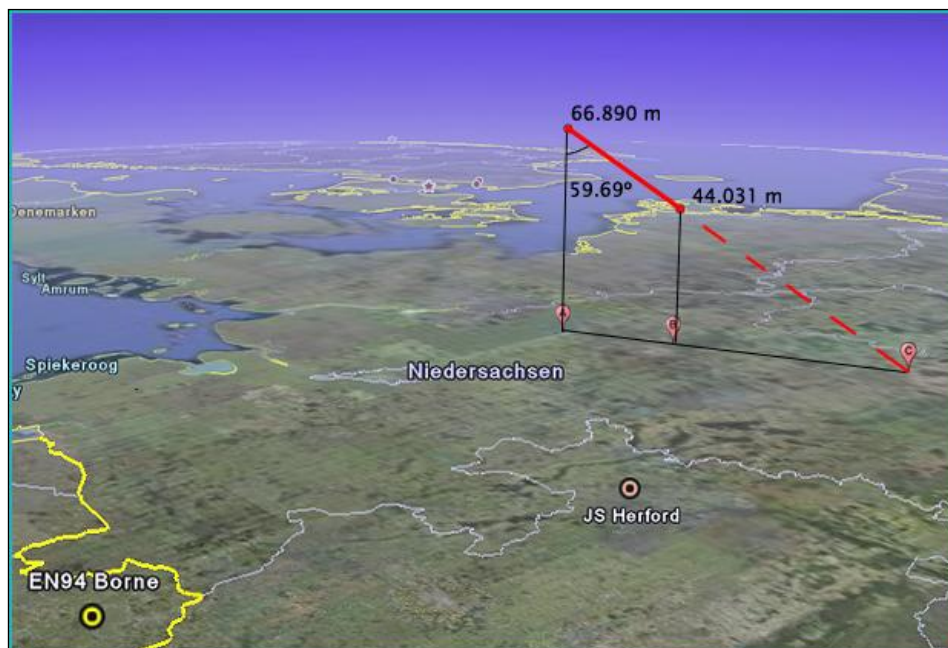 66.890 m
59.69º
44.031 m
Denemarken
Sylt
Amrum
A
B
C
Spiekeroog
y
Niedersachsen
JS Herford
EN94 Borne